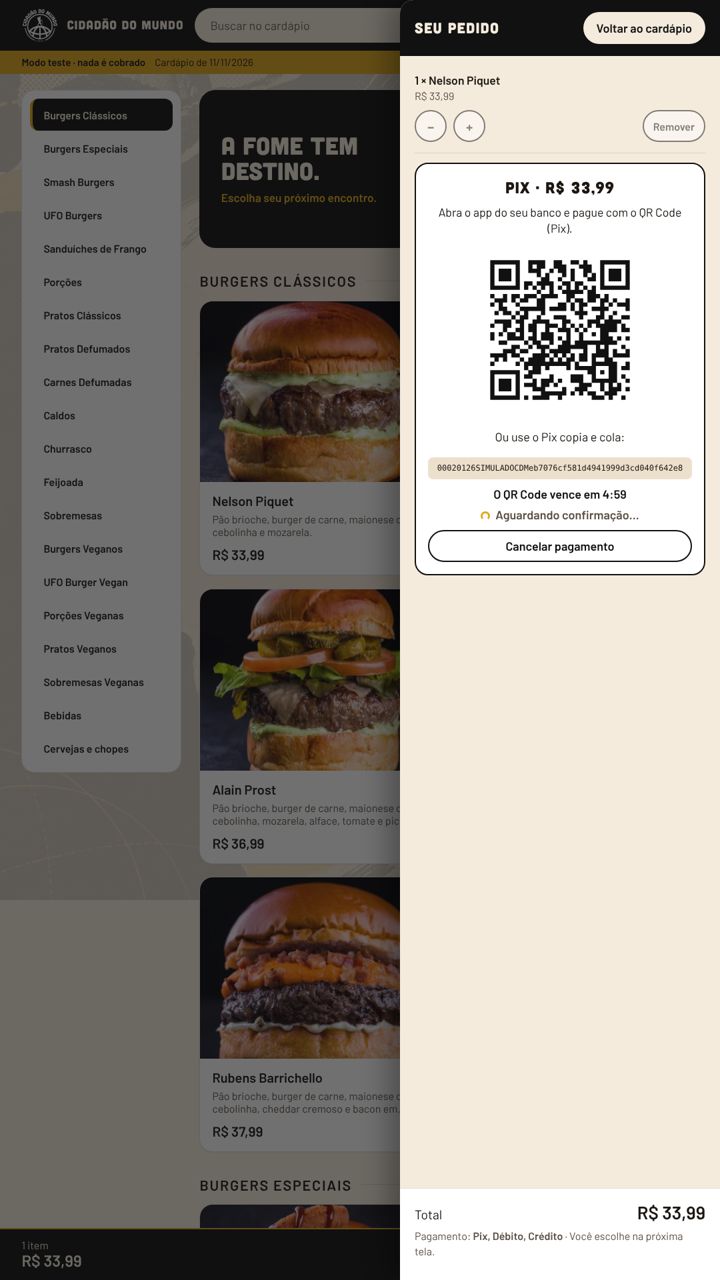 CIDADÃO DO MUNDO
CIDADÃO DO MUNDO
Buscar no cardápio
Modo teste · nada é cobrado Cardápio de 11/11/2026
Burgers Clássicos
Burgers Especiais
Smash Burgers
UFO Burgers
Sanduíches de Frango
Porções
Pratos Clássicos
Pratos Defumados
Carnes Defumadas
Caldos
Churrasco
Feijoada
Sobremesas
Burgers Veganos
UFO Burger Vegan
Porções Veganas
Pratos Veganos
Sobremesas Veganas
Bebidas
Cervejas e chopes
A FOME TEM
DESTINO.
Escolha seu próximo encontro.
BURGERS CLÁSSICOS
Nelson Piquet
Pão brioche, burger de carne, maionese
cebolinha e mozarela.
R$ 33,99
Alain Prost
Pão brioche, burger de carne, maionese
cebolinha, mozarela, alface, tomate e
R$ 36,99
Rubens Barrichello
Pão brioche, burger de carne, maionese
cebolinha, cheddar cremoso e bacon em
R$ 37,99
BURGERS ESPECIAIS
1 item
R$ 33,99
SEU PEDIDO
Voltar ao cardápio
1 × Nelson Piquet
R$ 33,99
−
+
Remover
PIX · R$ 33,99
Abra o app do seu banco e pague com o QR Code
(Pix).
Ou use o Pix copia e cola:
00020126SIMULADOCDMeb7076cf581d4941999d3cd040f642e8
O QR Code vence em 4:59
Aguardando confirmação...
Cancelar pagamento
Total R$ 33,99
Pagamento: Pix, Débito, Crédito · Você escolhe na próxima
tela.